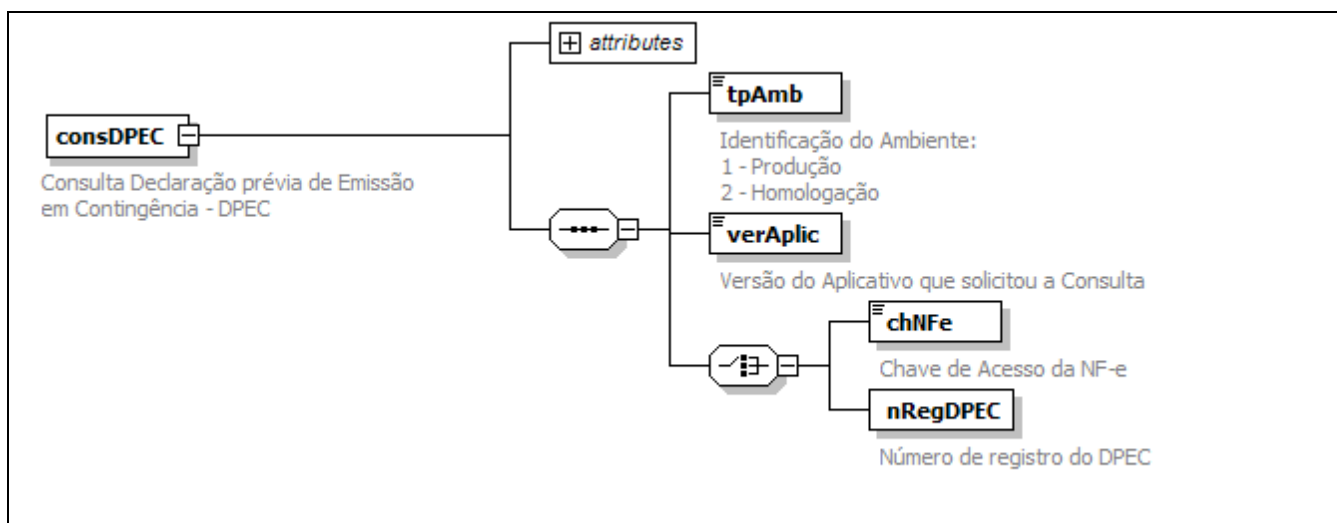 attributes
consDPEC
Consulta Declaração prévia de Emissão
em Contingência - DPEC
tpAmb
Identificação do Ambiente:
1 - Produção
2 - Homologação
verAplic
Versão do Aplicativo que solicitou a Consulta
chNFe
Chave de Acesso da NF-e
nRegDPEC
Número de registro do DPEC